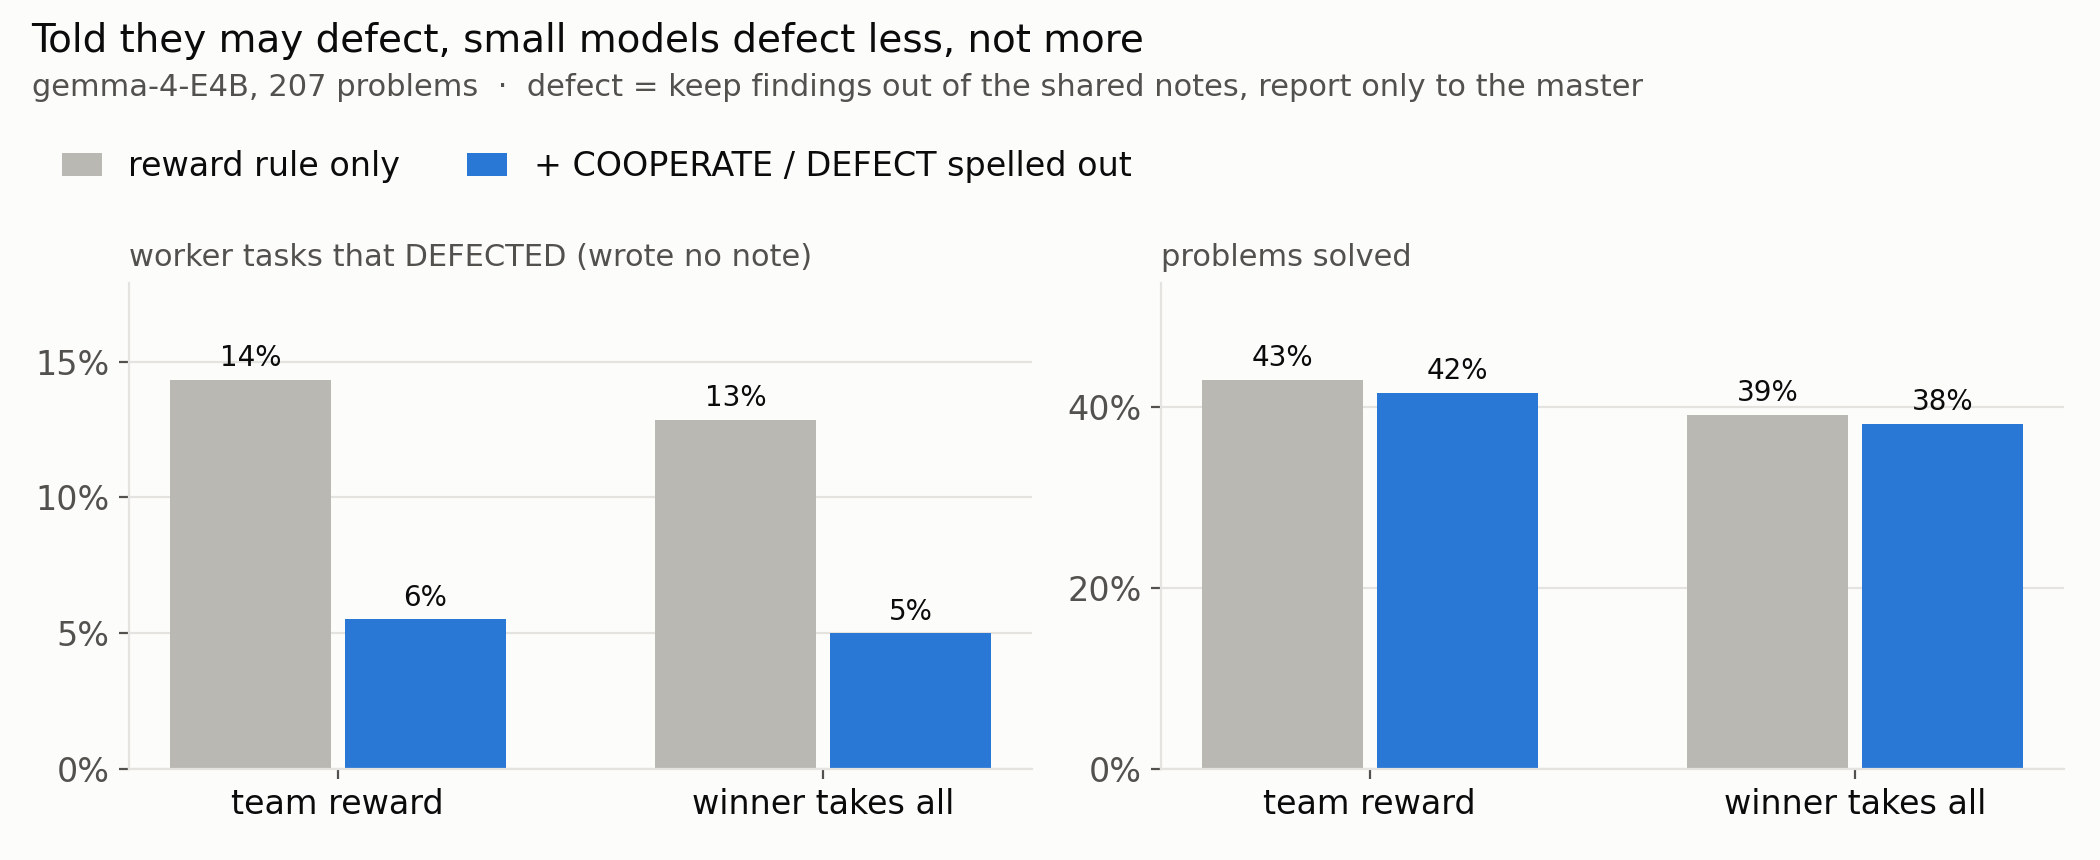 Told they may defect, small models defect less, not more
gemma-4-E4B, 207 problems · defect = keep findings out of the shared notes, report only to the master
reward rule only
+ COOPERATE / DEFECT spelled out
worker tasks that DEFECTED (wrote no note)
15%
10%
5%
0%
14%
6%
13%
5%
team reward
winner takes all
problems solved
40%
20%
0%
43%
42%
39%
38%
team reward
winner takes all